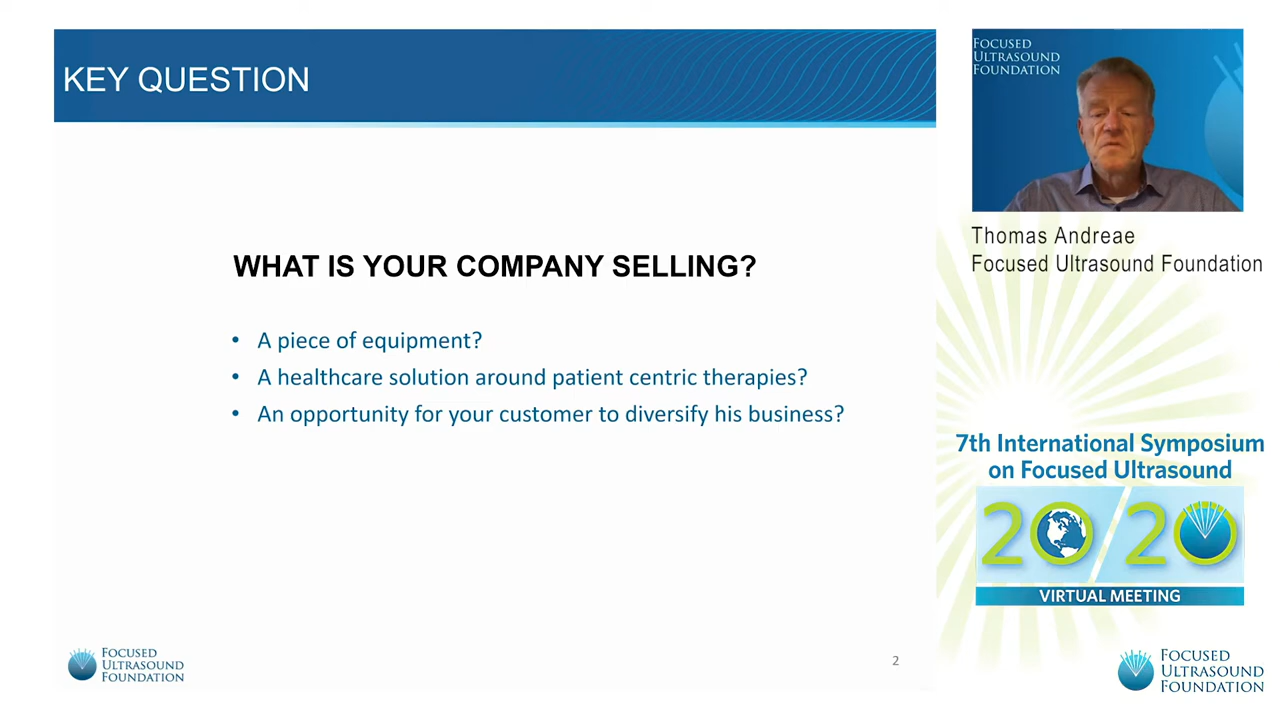 KEY QUESTION
WHAT IS YOUR COMPANY SELLING?
• A piece of equipment?
• A healthcare solution around patient centric therapies?
• An opportunity for your customer to diversify his business?
FOCUSED
ULTRASOUND
FOUNDATION
2
FOCUSED
ULTRASOUND
FOUNDATION
Thomas Andreae
Focused Ultrasound Foundation
7th International Symposium
on Focused Ultrasound
20/20
VIRTUAL MEETING
FOCUSED
ULTRASOUND
FOUNDATION